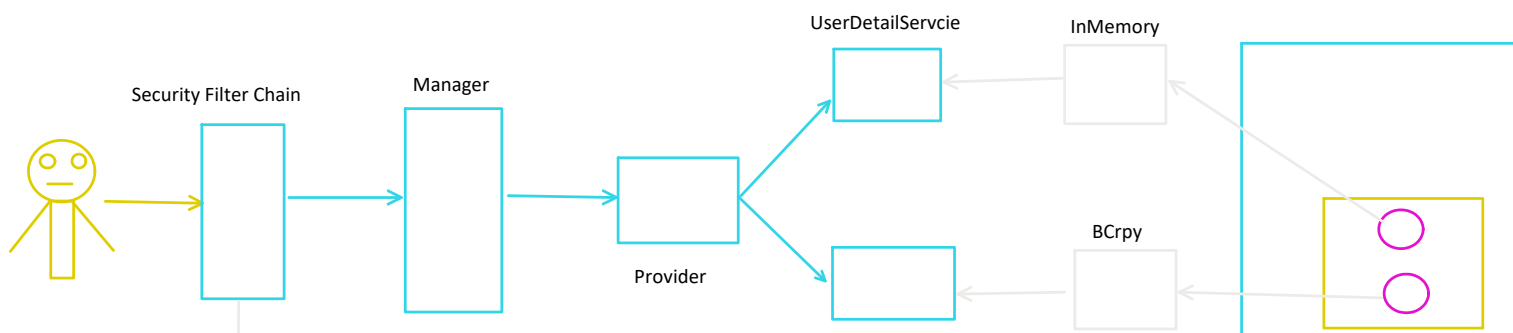 UserDetailServcie
InMemory
Security Filter Chain
Manager
Provider
BCrpy